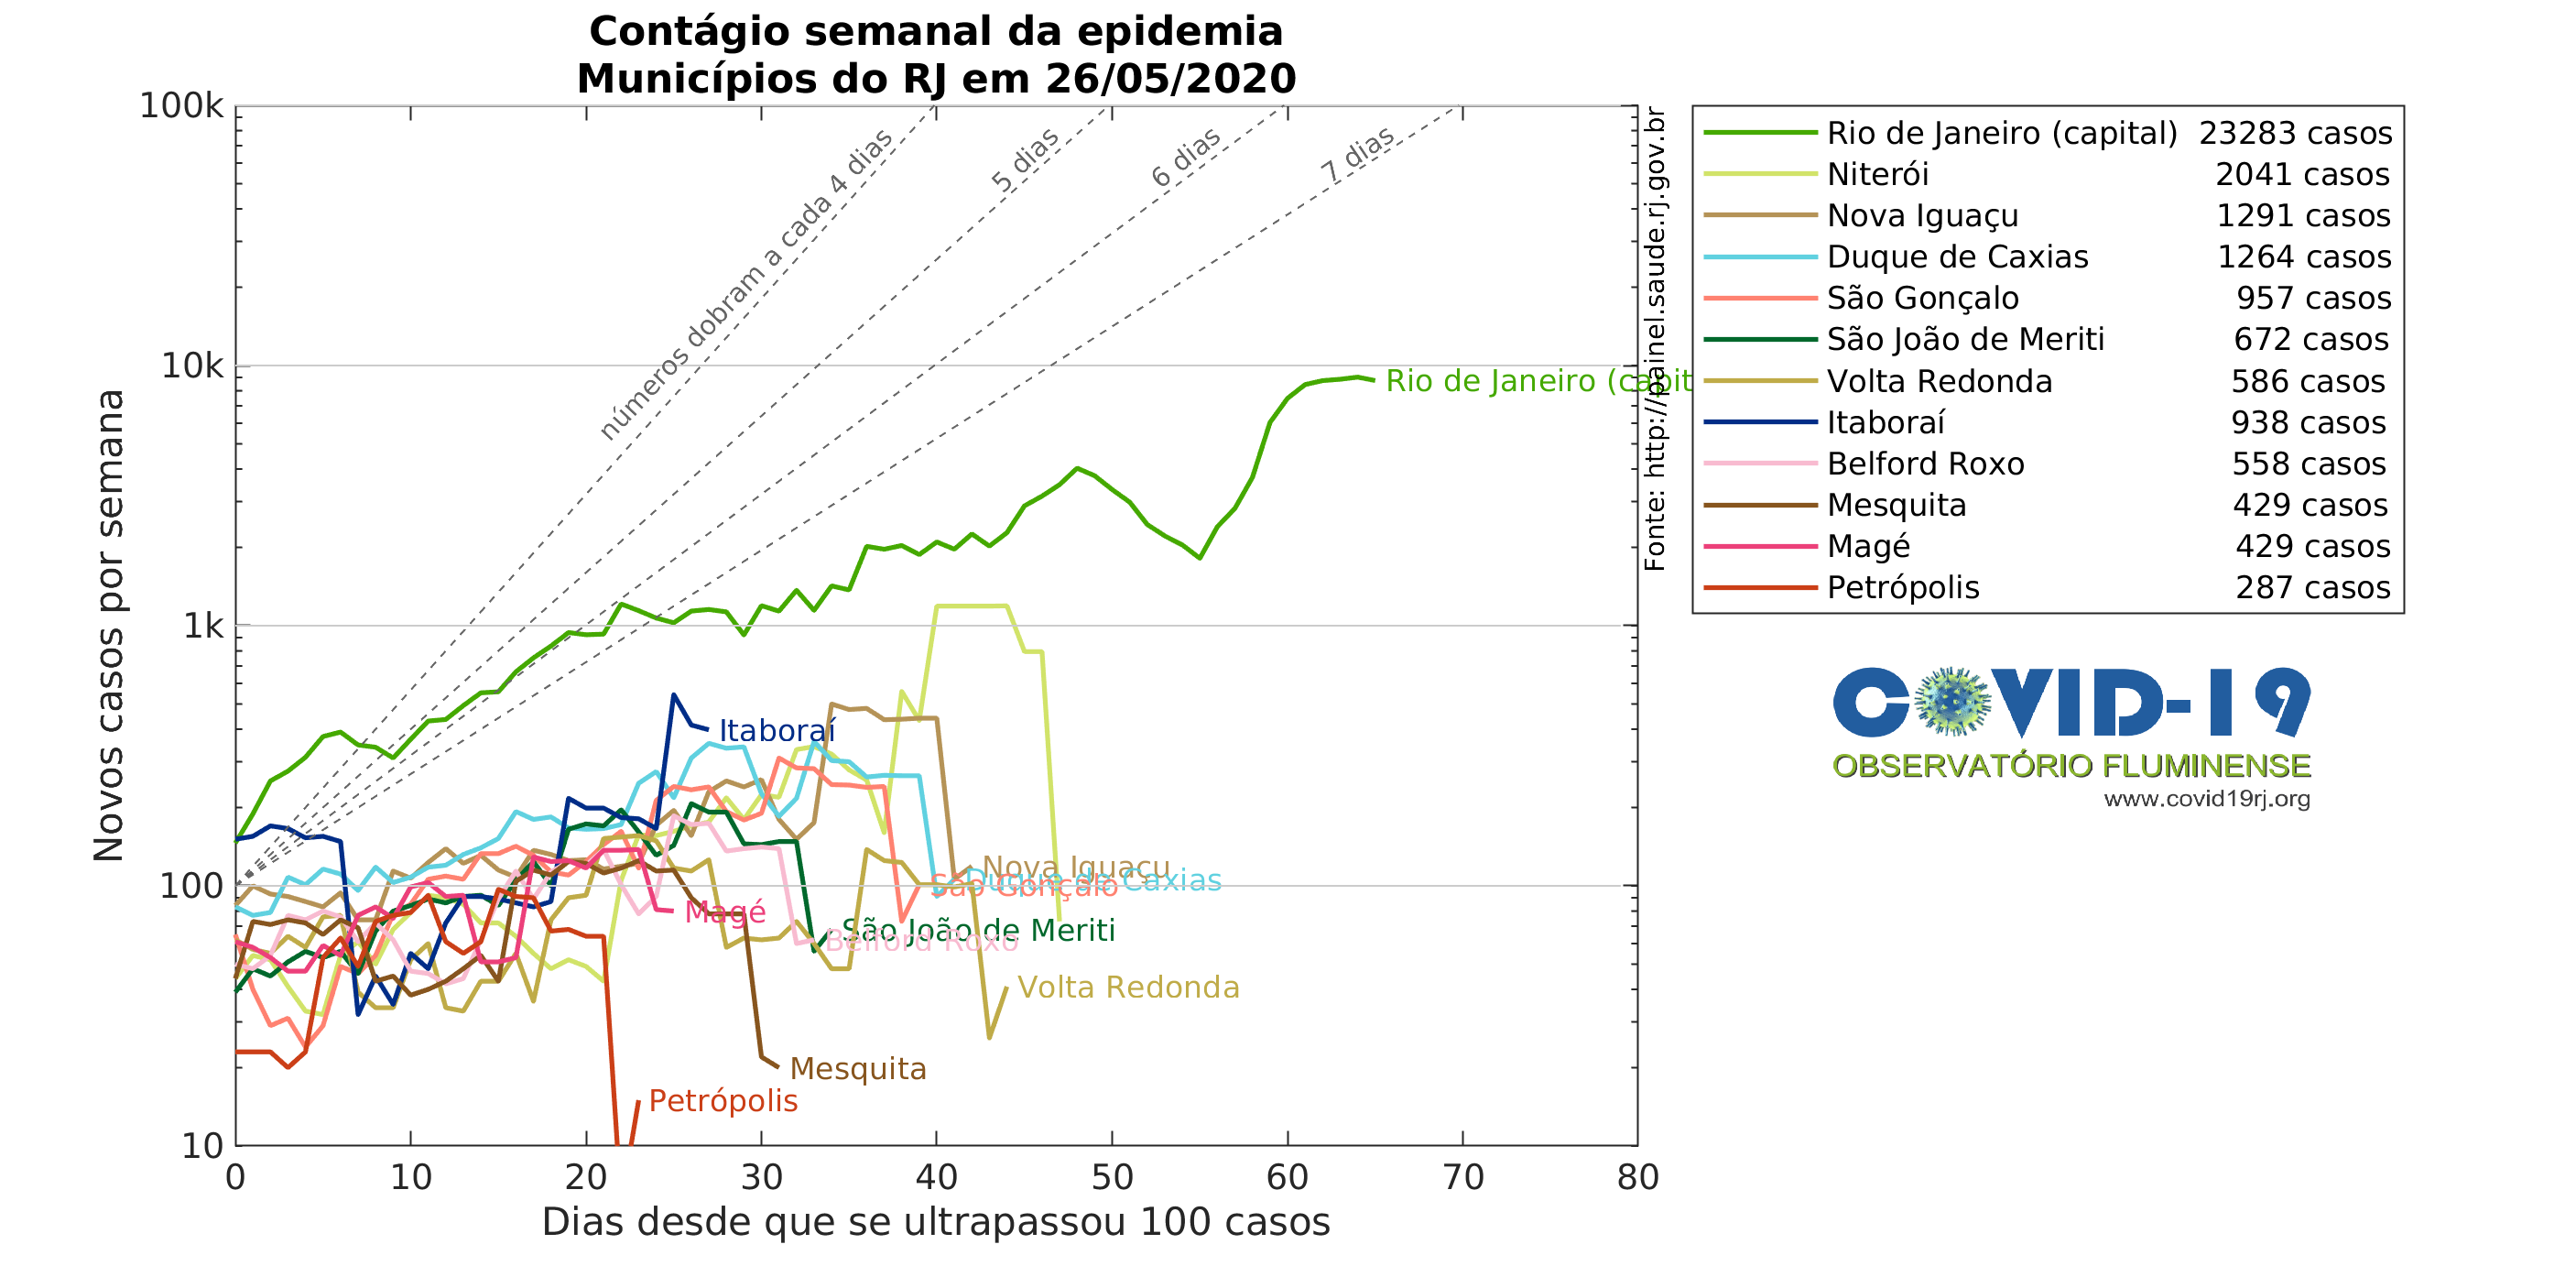 Contágio semanal da epidemia
Municípios do RJ em 26/05/2020
Novos casos por semana
100k
10k
1k
100
10
0 10 20 30 40 50 60 70 80
Dias desde que se ultrapassou 100 casos
números dobram a cada 4 dias
5 dias
6 dias
7 dias
Rio de Janeiro (capit
Itaboraí
Nova Iguaçu
Duque de Caxias
São Gonçalo
Magé
São João de Meriti
Belford Roxo
Volta Redonda
Mesquita
Petrópolis
Fonte: http://painel.saude.rj.gov.br
Rio de Janeiro (capital) 23283 casos
Niterói 2041 casos
Nova Iguaçu 1291 casos
Duque de Caxias 1264 casos
São Gonçalo 957 casos
São João de Meriti 672 casos
Volta Redonda 586 casos
Itaboraí 938 casos
Belford Roxo 558 casos
Mesquita 429 casos
Magé 429 casos
Petrópolis 287 casos
COVID-19
OBSERVATÓRIO FLUMINENSE
www.covid19rj.org